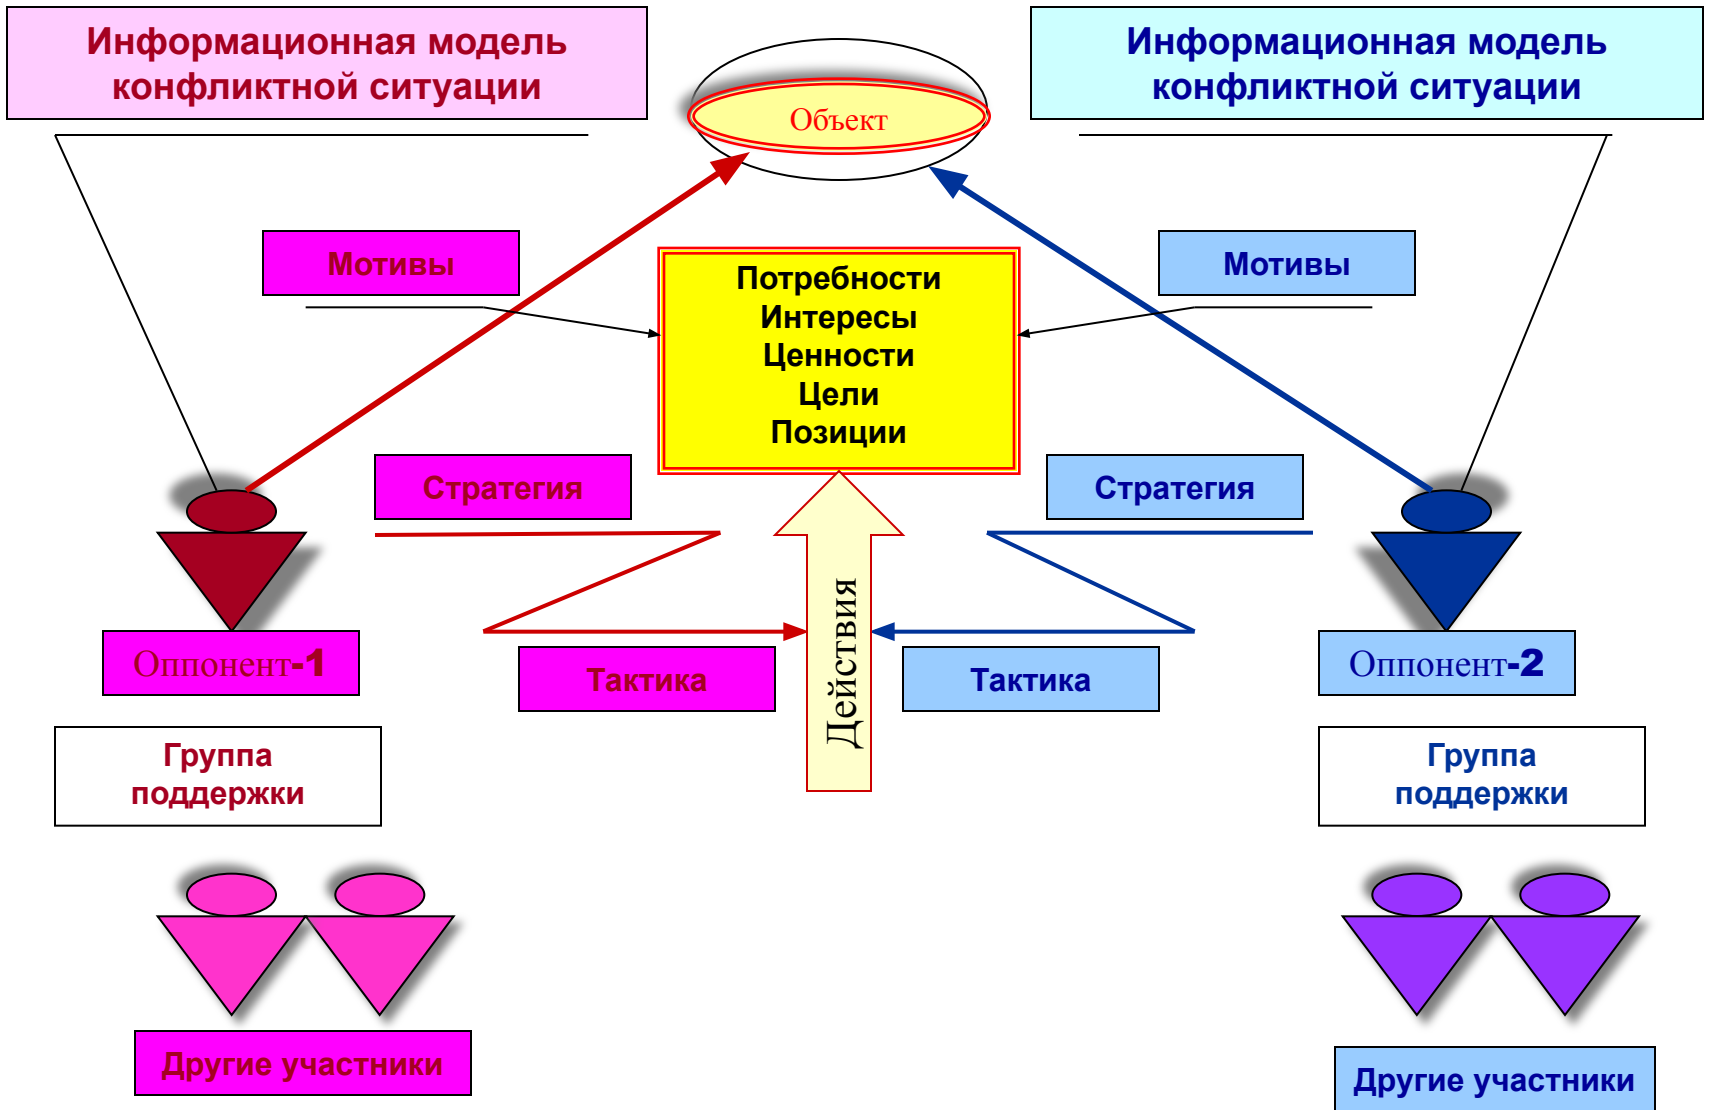 Информационная модель
конфликтной ситуации
Информационная модель
конфликтной ситуации
Объект
Мотивы
Мотивы
Потребности
Интересы
Ценности
Цели
Позиции
Стратегия
Стратегия
Действия
Оппонент-1
Тактика
Тактика
Оппонент-2
Группа
поддержки
Группа
поддержки
Другие участники
Другие участники